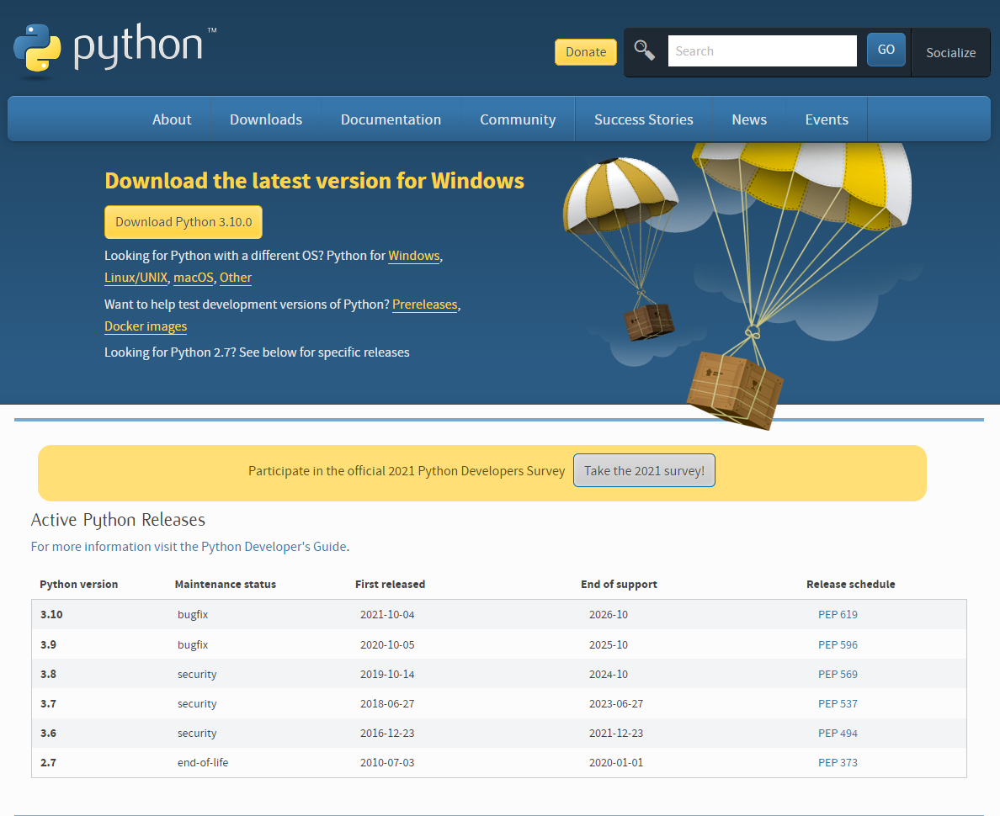 python™
Donate
Search
GO
Socialize
About Downloads Documentation Community Success Stories News Events
Download the latest version for Windows
Download Python 3.10.0
Looking for Python with a different OS? Python for Windows,
Linux/UNIX, macOS, Other
Want to help test development versions of Python? Prereleases,
Docker images
Looking for Python 2.7? See below for specific releases
Participate in the official 2021 Python Developers Survey Take the 2021 survey!
Active Python Releases
For more information visit the Python Developer's Guide.
Python version Maintenance status First released End of support Release schedule
3.10 bugfix 2021-10-04 2026-10 PEP 619
3.9 bugfix 2020-10-05 2025-10 PEP 596
3.8 security 2019-10-14 2024-10 PEP 569
3.7 security 2018-06-27 2023-06-27 PEP 537
3.6 security 2016-12-23 2021-12-23 PEP 494
2.7 end-of-life 2010-07-03 2020-01-01 PEP 373